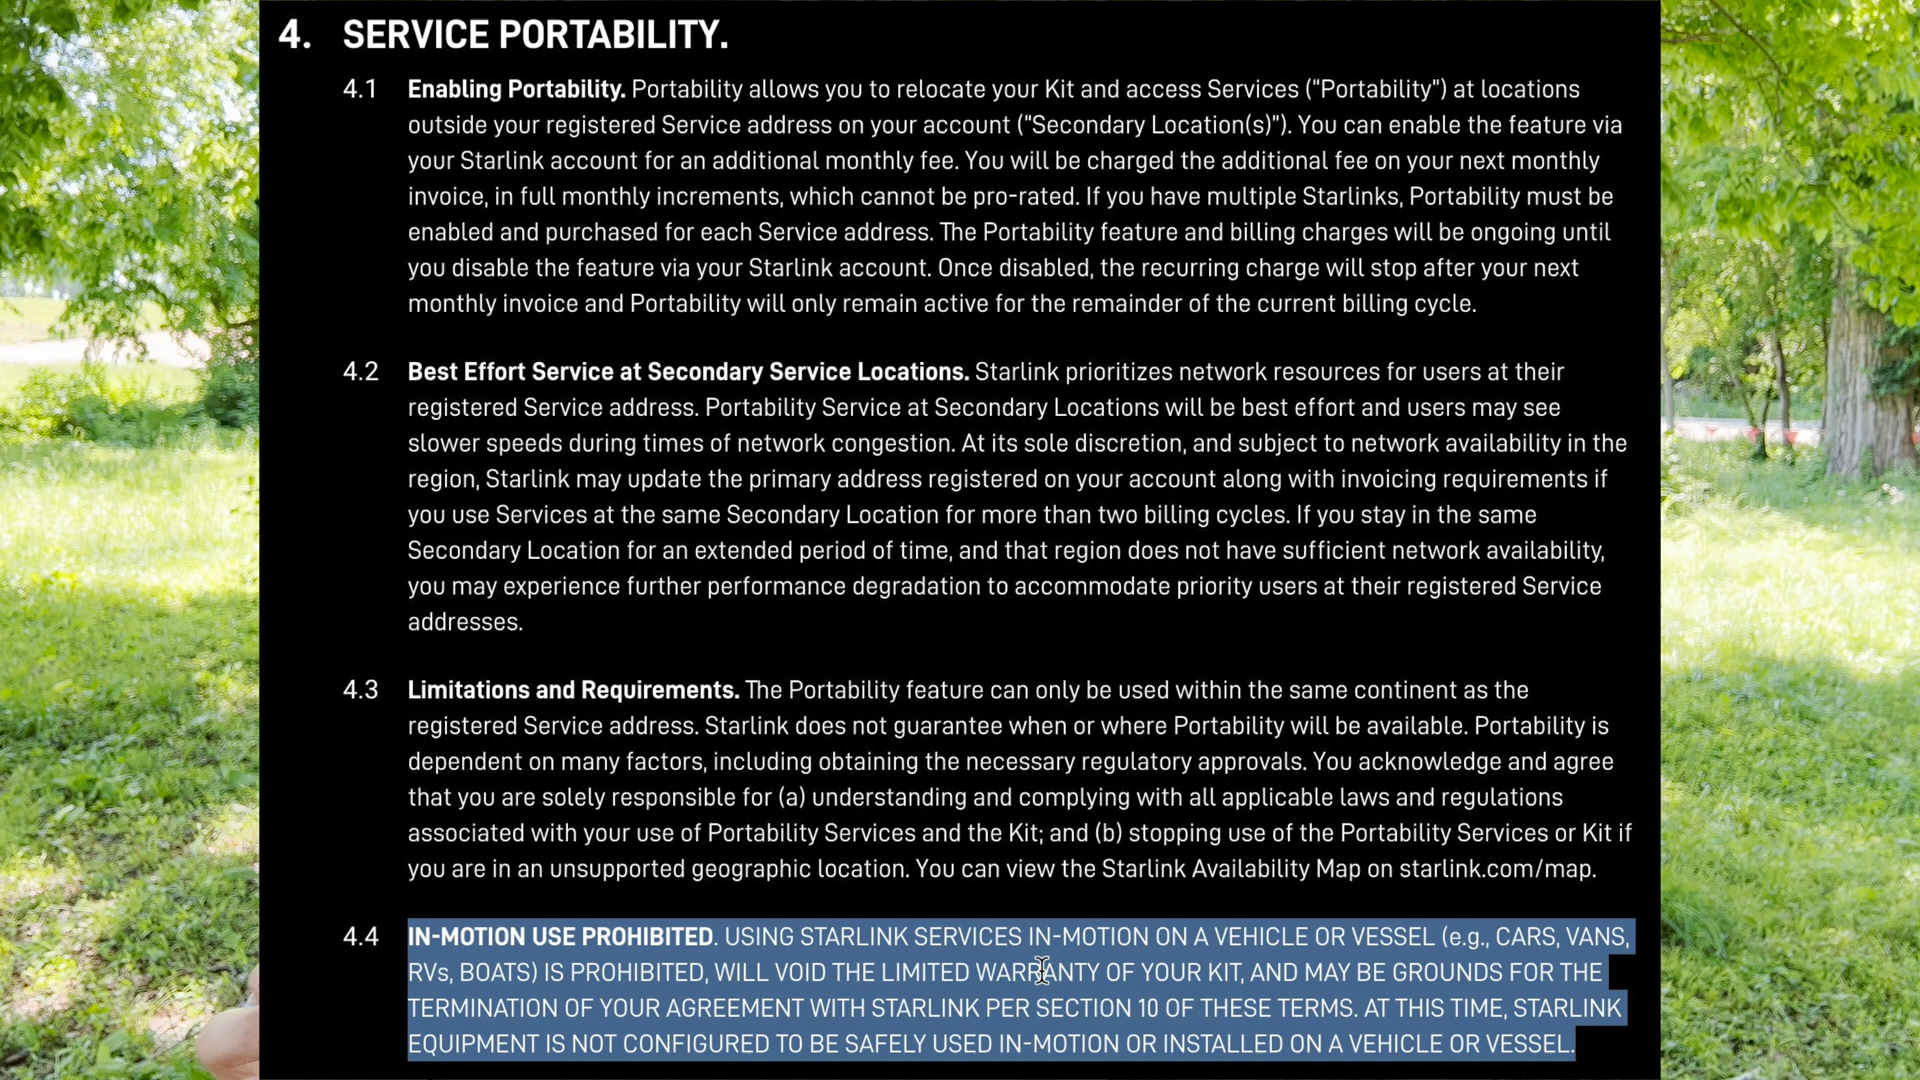 4. SERVICE PORTABILITY.
4.1 Enabling Portability. Portability allows you to relocate your Kit and access Services (“Portability”) at locations
outside your registered Service address on your account (“Secondary Location(s)”). You can enable the feature via
your Starlink account for an additional monthly fee. You will be charged the additional fee on your next monthly
invoice, in full monthly increments, which cannot be pro-rated. If you have multiple Starlinks, Portability must be
enabled and purchased for each Service address. The Portability feature and billing charges will be ongoing until
you disable the feature via your Starlink account. Once disabled, the recurring charge will stop after your next
monthly invoice and Portability will only remain active for the remainder of the current billing cycle.
4.2 Best Effort Service at Secondary Service Locations. Starlink prioritizes network resources for users at their
registered Service address. Portability Service at Secondary Locations will be best effort and users may see
slower speeds during times of network congestion. At its sole discretion, and subject to network availability in the
region, Starlink may update the primary address registered on your account along with invoicing requirements if
you use Services at the same Secondary Location for more than two billing cycles. If you stay in the same
Secondary Location for an extended period of time, and that region does not have sufficient network availability,
you may experience further performance degradation to accommodate priority users at their registered Service
addresses.
4.3 Limitations and Requirements. The Portability feature can only be used within the same continent as the
registered Service address. Starlink does not guarantee when or where Portability will be available. Portability is
dependent on many factors, including obtaining the necessary regulatory approvals. You acknowledge and agree
that you are solely responsible for (a) understanding and complying with all applicable laws and regulations
associated with your use of Portability Services and the Kit; and (b) stopping use of the Portability Services or Kit if
you are in an unsupported geographic location. You can view the Starlink Availability Map on starlink.com/map.
4.4 IN-MOTION USE PROHIBITED. USING STARLINK SERVICES IN-MOTION ON A VEHICLE OR VESSEL (e.g., CARS, VANS,
RVs, BOATS) IS PROHIBITED, WILL VOID THE LIMITED WARRANTY OF YOUR KIT, AND MAY BE GROUNDS FOR THE
TERMINATION OF YOUR AGREEMENT WITH STARLINK PER SECTION 10 OF THESE TERMS. AT THIS TIME, STARLINK
EQUIPMENT IS NOT CONFIGURED TO BE SAFELY USED IN-MOTION OR INSTALLED ON A VEHICLE OR VESSEL.